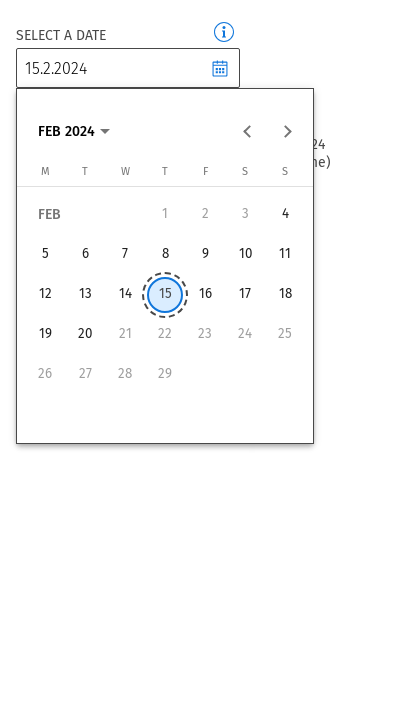 SELECT A DATE
15.2.2024
FEB 2024
M T W T F S S
FEB 1 2 3 4
5 6 7 8 9 10 11
12 13 14 15 16 17 18
19 20 21 22 23 24 25
26 27 28 29